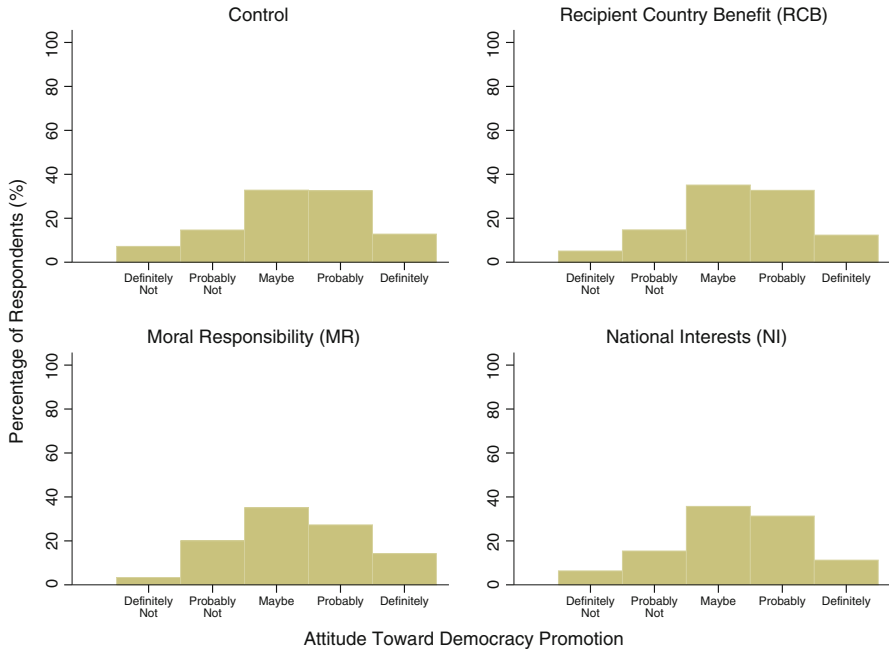 Control
100
80
60
40
20
0
Definitely
Not
Probably
Not
Maybe
Probably
Definitely
Recipient Country Benefit (RCB)
100
80
60
40
20
0
Definitely
Not
Probably
Not
Maybe
Probably
Definitely
Percentage of Respondents (%)
Moral Responsibility (MR)
100
80
60
40
20
0
Definitely
Not
Probably
Not
Maybe
Probably
Definitely
National Interests (NI)
100
80
60
40
20
0
Definitely
Not
Probably
Not
Maybe
Probably
Definitely
Attitude Toward Democracy Promotion